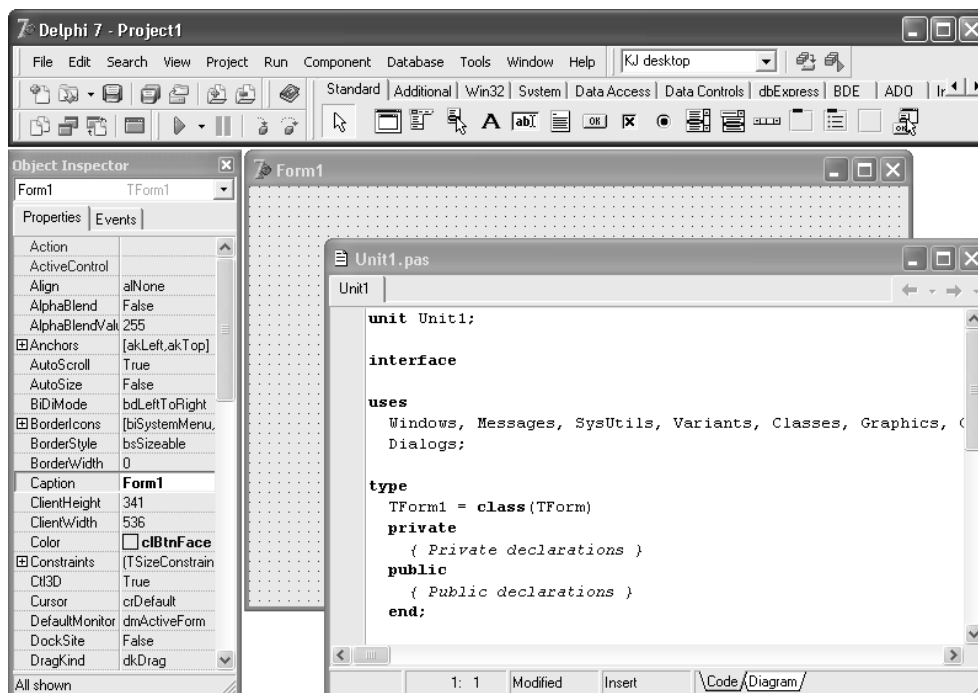 Delphi 7 - Project1
File Edit Search View Project Run Component Database Tools Window Help KJ desktop
Standard Additional Win32 System Data Access Data Controls dbExpress BDE ADO
Object Inspector
Form1 TForm1
Properties Events
Action
ActiveControl
Align alNone
AlphaBlend False
AlphaBlendValu 255
Anchors [akLeft,akTop]
AutoScroll True
AutoSize False
BiDiMode bdLeftToRight
BorderIcons [biSystemMenu,
BorderStyle bsSizeable
BorderWidth 0
Caption Form1
ClientHeight 341
ClientWidth 536
Color clBtnFace
Constraints (TSizeConstrain
Ctl3D True
Cursor crDefault
DefaultMonitor dmActiveForm
DockSite False
DragKind dkDrag
All shown
Form1
Unit1.pas
Unit1
unit Unit1;
interface
uses
Windows, Messages, SysUtils, Variants, Classes, Graphics,
Dialogs;
type
TForm1 = class(TForm)
private
{ Private declarations }
public
{ Public declarations }
end;
1: 1 Modified Insert Code Diagram